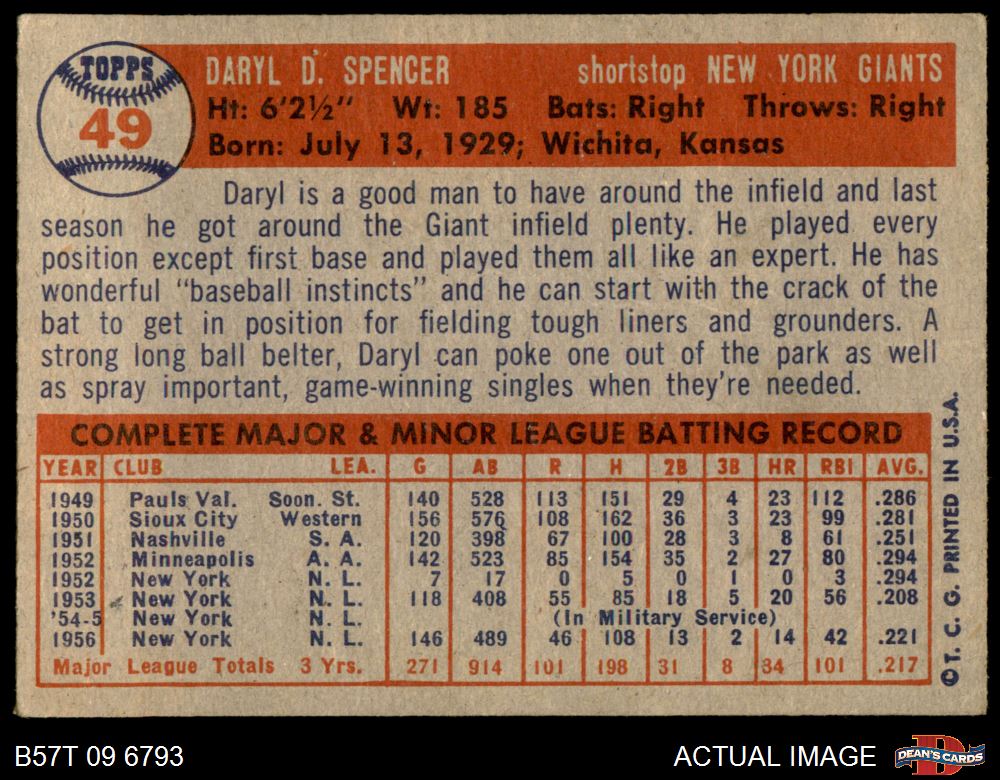 TOPPS
49
DARYL D. SPENCER shortstop NEW YORK GIANTS
Ht: 6'2½" Wt: 185 Bats: Right Throws: Right
Born: July 13, 1929; Wichita, Kansas
Daryl is a good man to have around the infield and last
season he got around the Giant infield plenty. He played every
position except first base and played them all like an expert. He has
wonderful "baseball instincts" and he can start with the crack of the
bat to get in position for fielding tough liners and grounders. A
strong long ball belter, Daryl can poke one out of the park as well
as spray important, game-winning singles when they're needed.
COMPLETE MAJOR & MINOR LEAGUE BATTING RECORD
YEAR CLUB LEA. G AB R H 2B 3B HR RBI AVG.
1949 Pauls Val. Soon. St. 140 528 113 151 29 4 23 112 .286
1950 Sioux City Western 156 576 108 162 36 3 23 99 .281
1951 Nashville S. A. 120 398 67 100 28 3 8 61 .251
1952 Minneapolis A. A. 142 523 85 154 35 2 27 80 .294
1952 New York N. L. 7 17 0 5 0 1 0 3 .294
1953 New York N. L. 118 408 55 85 18 5 20 56 .208
'54-5 New York N. L. (In Military Service)
1956 New York N. L. 146 489 46 108 13 2 14 42 .221
Major League Totals 3 Yrs. 271 914 101 198 31 8 34 101 .217
© T. C. G. PRINTED IN U.S.A.
B57T 09 6793 ACTUAL IMAGE DEAN'S CARDS